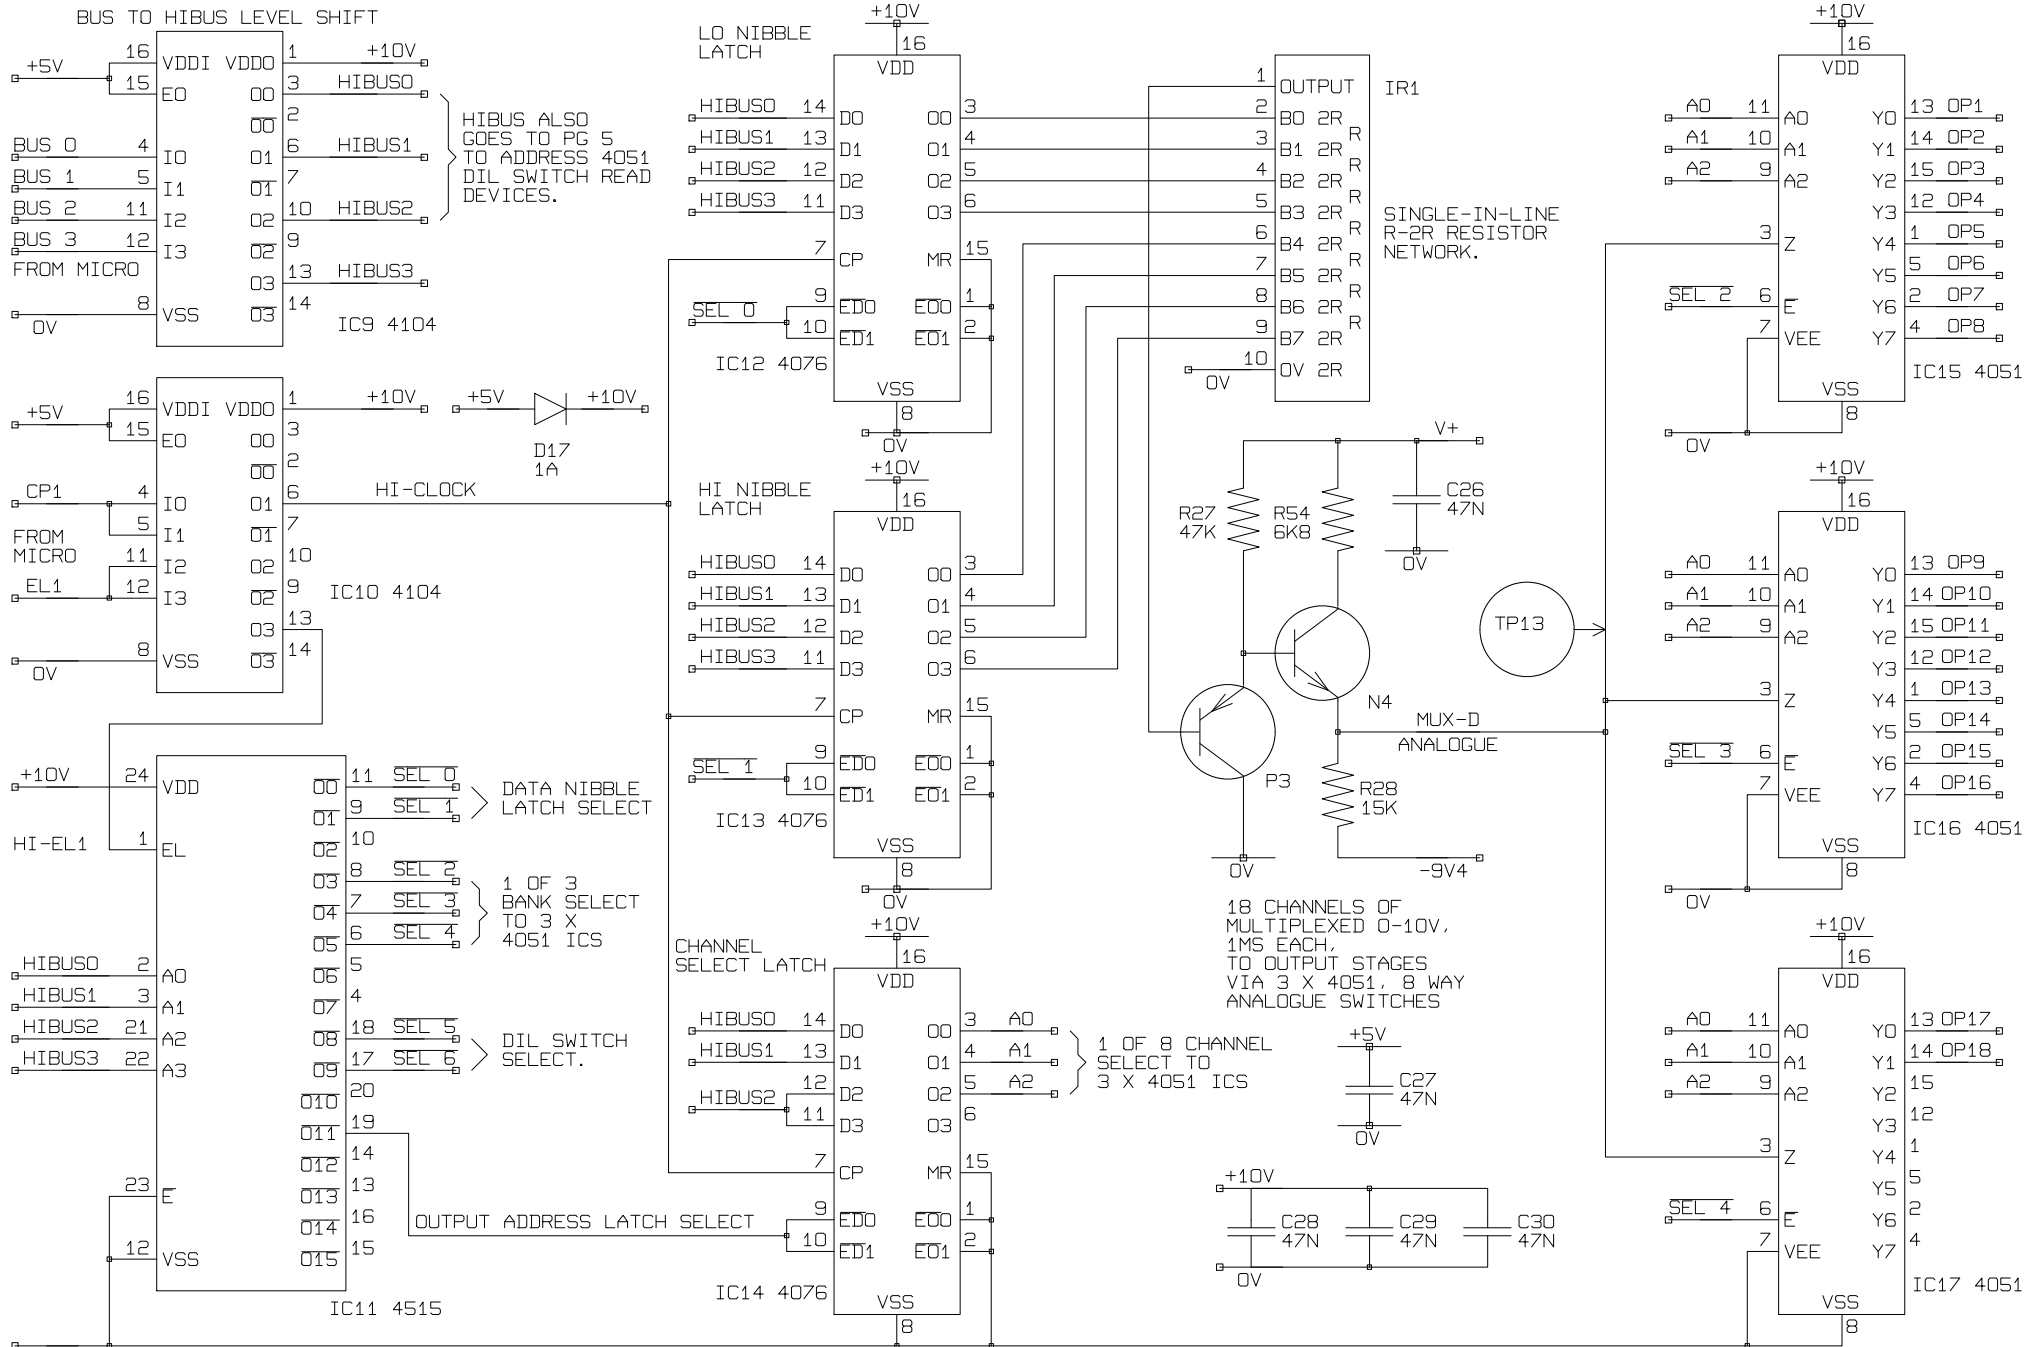 BUS TO HIBUS LEVEL SHIFT
+5V
16 VDDI VDDO 1 +10V
15 EO OO 3 HIBUS0
OO 2
BUS 0 4 IO O1 6 HIBUS1
BUS 1 5 I1 O1 7
BUS 2 11 I2 O2 10 HIBUS2
BUS 3 12 I3 O2 9
FROM MICRO
O3 13 HIBUS3
0V 8 VSS O3 14
IC9 4104
HIBUS ALSO
GOES TO PG 5
TO ADDRESS 4051
DIL SWITCH READ
DEVICES.
+5V
16 VDDI VDDO 1 +10V
15 EO OO 3
OO 2
CP1 4 IO O1 6 HI-CLOCK
5 I1 O1 7
FROM
MICRO
11 I2 O2 10
EL1 12 I3 O2 9
O3 13
0V 8 VSS O3 14
IC10 4104
+5V +10V
D17
1A
+10V 24 VDD
HI-EL1 1 EL
HIBUS0 2 A0
HIBUS1 3 A1
HIBUS2 21 A2
HIBUS3 22 A3
23 E
12 VSS
OO 11 SEL 0
O1 9 SEL 1
O2 10
O3 8 SEL 2
O4 7 SEL 3
O5 6 SEL 4
O6 5
O7 4
O8 18 SEL 5
O9 17 SEL 6
O10 20
O11 19
O12 14
O13 13
O14 16
O15 15
IC11 4515
DATA NIBBLE
LATCH SELECT
1 OF 3
BANK SELECT
TO 3 X
4051 ICS
DIL SWITCH
SELECT.
OUTPUT ADDRESS LATCH SELECT
LO NIBBLE
LATCH
+10V
16
VDD
HIBUS0 14 D0 OO 3
HIBUS1 13 D1 O1 4
HIBUS2 12 D2 O2 5
HIBUS3 11 D3 O3 6
7 CP MR 15
SEL 0 9 ED0 EO0 1
10 ED1 EO1 2
IC12 4076
VSS
8
0V
HI NIBBLE
LATCH
+10V
16
VDD
HIBUS0 14 D0 OO 3
HIBUS1 13 D1 O1 4
HIBUS2 12 D2 O2 5
HIBUS3 11 D3 O3 6
7 CP MR 15
SEL 1 9 ED0 EO0 1
10 ED1 EO1 2
IC13 4076
VSS
8
0V
CHANNEL
SELECT LATCH
+10V
16
VDD
HIBUS0 14 D0 OO 3 A0
HIBUS1 13 D1 O1 4 A1
HIBUS2 12 D2 O2 5 A2
11 D3 O3 6
7 CP MR 15
9 ED0 EO0 1
10 ED1 EO1 2
IC14 4076
VSS
8
1 OF 8 CHANNEL
SELECT TO
3 X 4051 ICS
1 OUTPUT
2 B0 2R
R
3 B1 2R
R
4 B2 2R
R
5 B3 2R
R
6 B4 2R
R
7 B5 2R
R
8 B6 2R
R
9 B7 2R
10 0V 2R
0V
IR1
SINGLE-IN-LINE
R-2R RESISTOR
NETWORK.
V+
R27
47K
R54
6K8
C26
47N
0V
N4
P3
MUX-D
ANALOGUE
R28
15K
0V
-9V4
TP13
18 CHANNELS OF
MULTIPLEXED 0-10V,
1MS EACH,
TO OUTPUT STAGES
VIA 3 X 4051, 8 WAY
ANALOGUE SWITCHES
+5V
C27
47N
0V
+10V
C28
47N
C29
47N
C30
47N
0V
+10V
16
VDD
A0 11 A0 Y0 13 OP1
A1 10 A1 Y1 14 OP2
A2 9 A2 Y2 15 OP3
Y3 12 OP4
3 Z Y4 1 OP5
Y5 5 OP6
SEL 2 6 E Y6 2 OP7
7 VEE Y7 4 OP8
VSS
8
0V
IC15 4051
+10V
16
VDD
A0 11 A0 Y0 13 OP9
A1 10 A1 Y1 14 OP10
A2 9 A2 Y2 15 OP11
Y3 12 OP12
3 Z Y4 1 OP13
Y5 5 OP14
SEL 3 6 E Y6 2 OP15
7 VEE Y7 4 OP16
VSS
8
0V
IC16 4051
+10V
16
VDD
A0 11 A0 Y0 13 OP17
A1 10 A1 Y1 14 OP18
A2 9 A2 Y2 15
Y3 12
3 Z Y4 1
Y5 5
SEL 4 6 E Y6 2
7 VEE Y7 4
VSS
8
IC17 4051